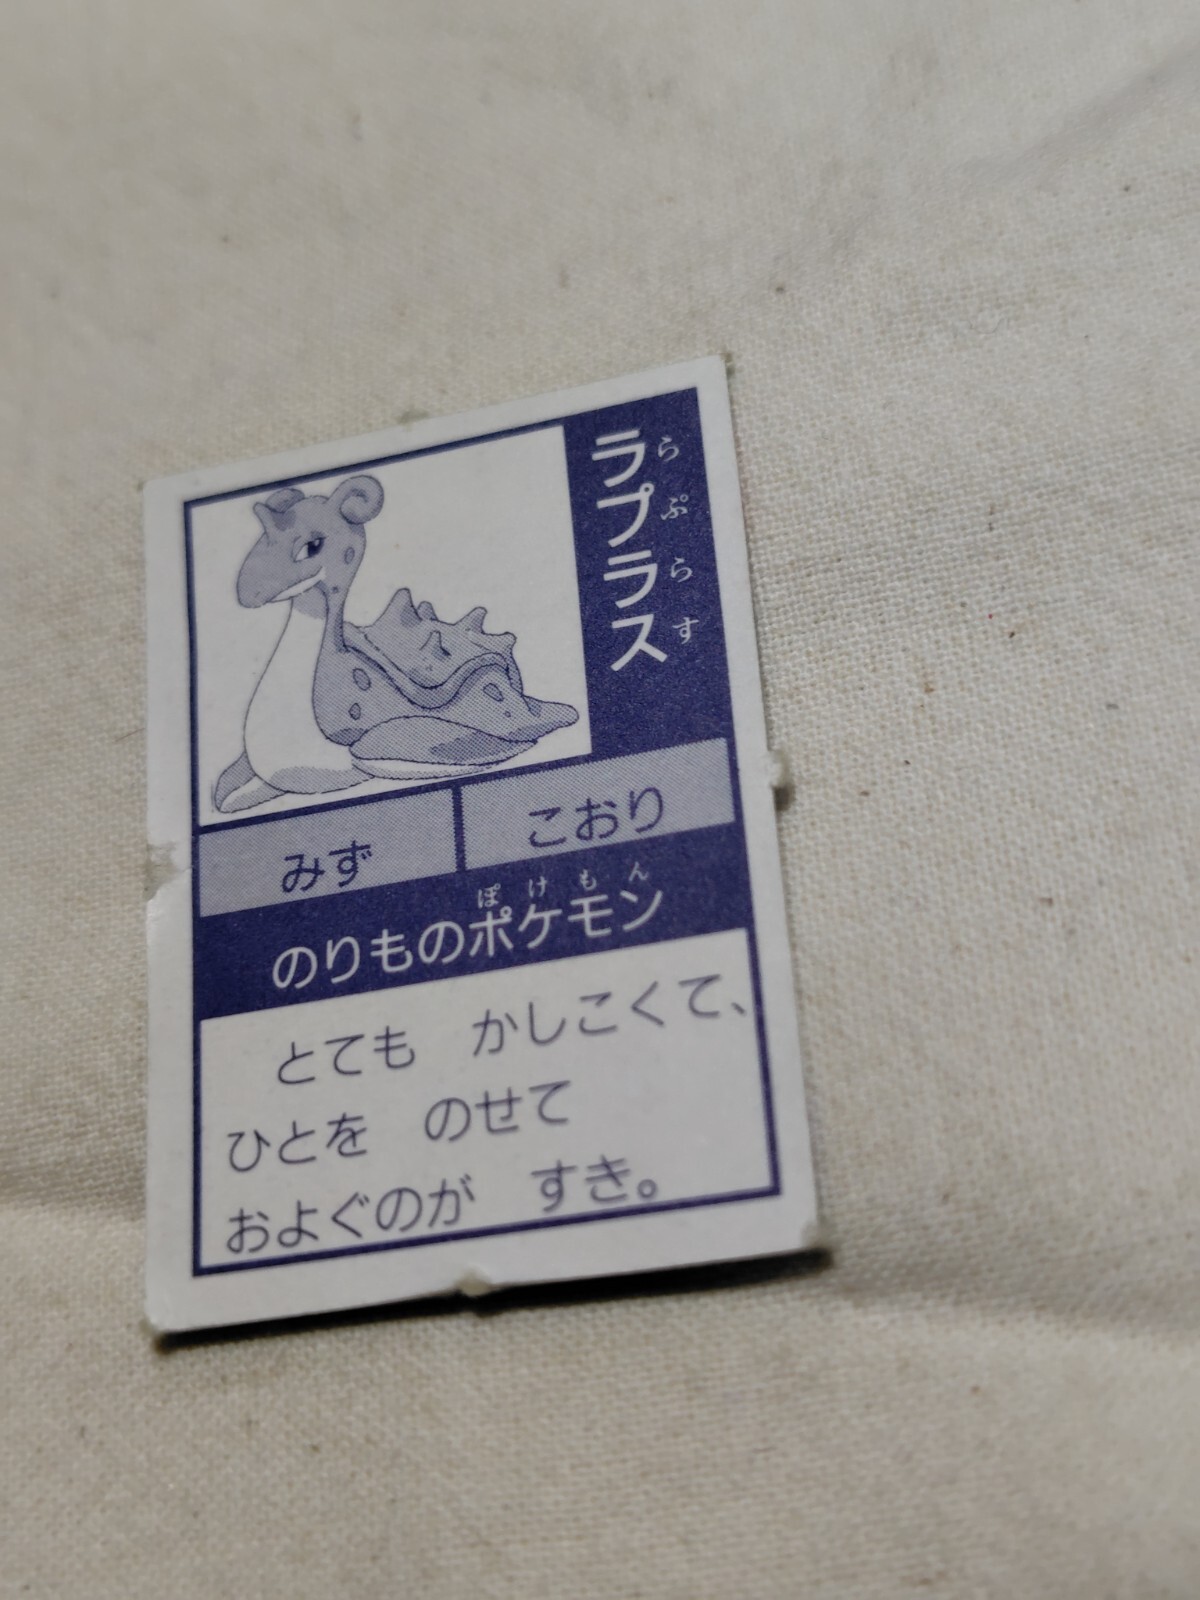 ラプラス
らぷらす
みず
こおり
ぽけもん
のりものポケモン
とても　かしこくて、
ひとを　のせて
およぐのが　すき。